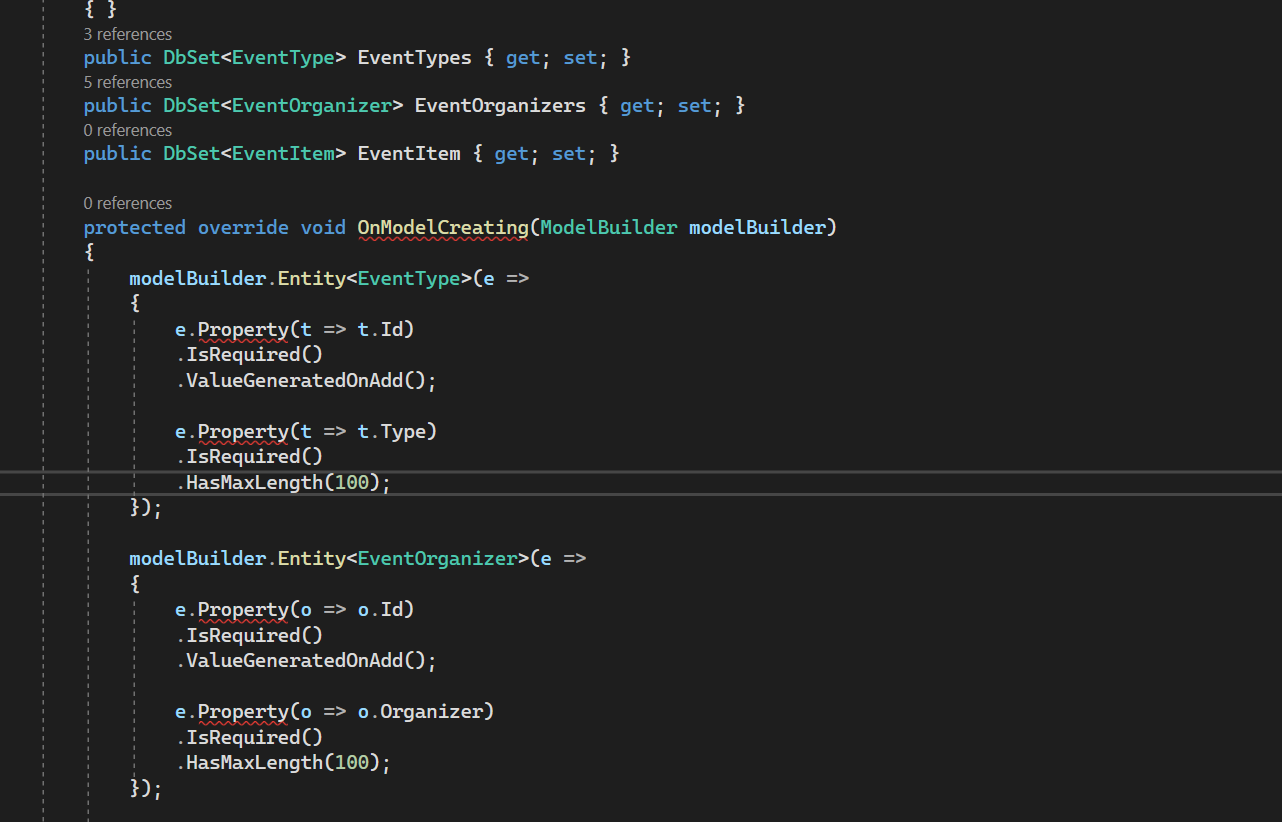 { }
3 references
public DbSet<EventType> EventTypes { get; set; }
5 references
public DbSet<EventOrganizer> EventOrganizers { get; set; }
0 references
public DbSet<EventItem> EventItem { get; set; }
0 references
protected override void OnModelCreating(ModelBuilder modelBuilder)
{
modelBuilder.Entity<EventType>(e =>
{
e.Property(t => t.Id)
.IsRequired()
.ValueGeneratedOnAdd();
e.Property(t => t.Type)
.IsRequired()
.HasMaxLength(100);
});
modelBuilder.Entity<EventOrganizer>(e =>
{
e.Property(o => o.Id)
.IsRequired()
.ValueGeneratedOnAdd();
e.Property(o => o.Organizer)
.IsRequired()
.HasMaxLength(100);
});